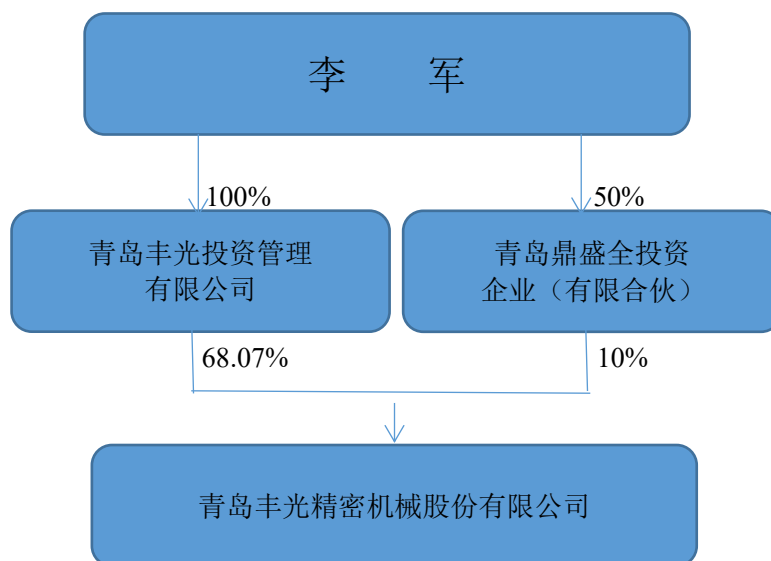 李 军
100%
50%
青岛丰光投资管理
有限公司
青岛鼎盛全投资
企业（有限合伙）
68.07%
10%
青岛丰光精密机械股份有限公司